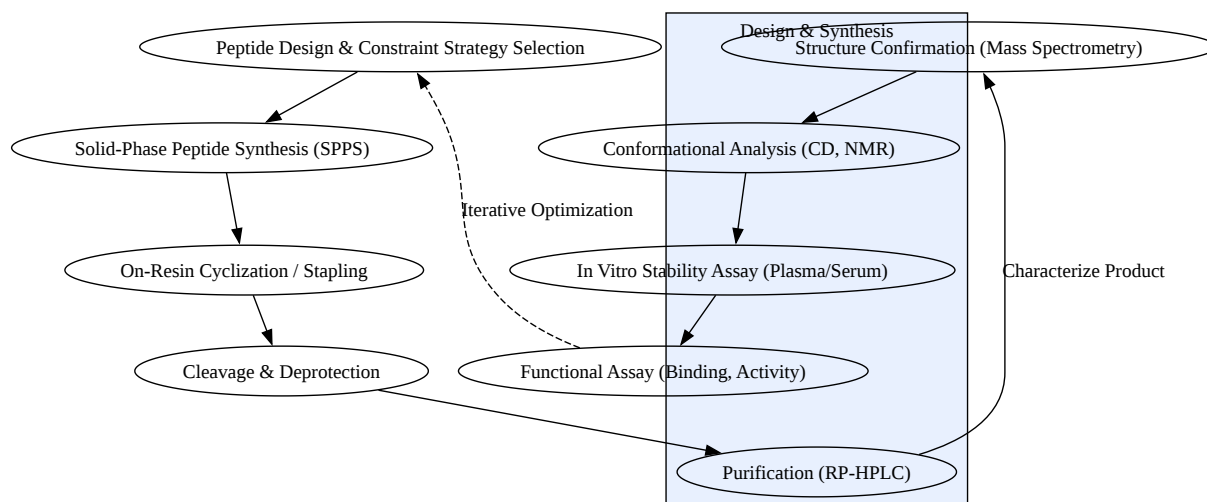 Design & Synthesis
Peptide Design & Constraint Strategy Selection
Structure Confirmation (Mass Spectrometry)
Solid-Phase Peptide Synthesis (SPPS)
Conformational Analysis (CD, NMR)
Iterative Optimization
On-Resin Cyclization / Stapling
In Vitro Stability Assay (Plasma/Serum)
Characterize Product
Cleavage & Deprotection
Functional Assay (Binding, Activity)
Purification (RP-HPLC)